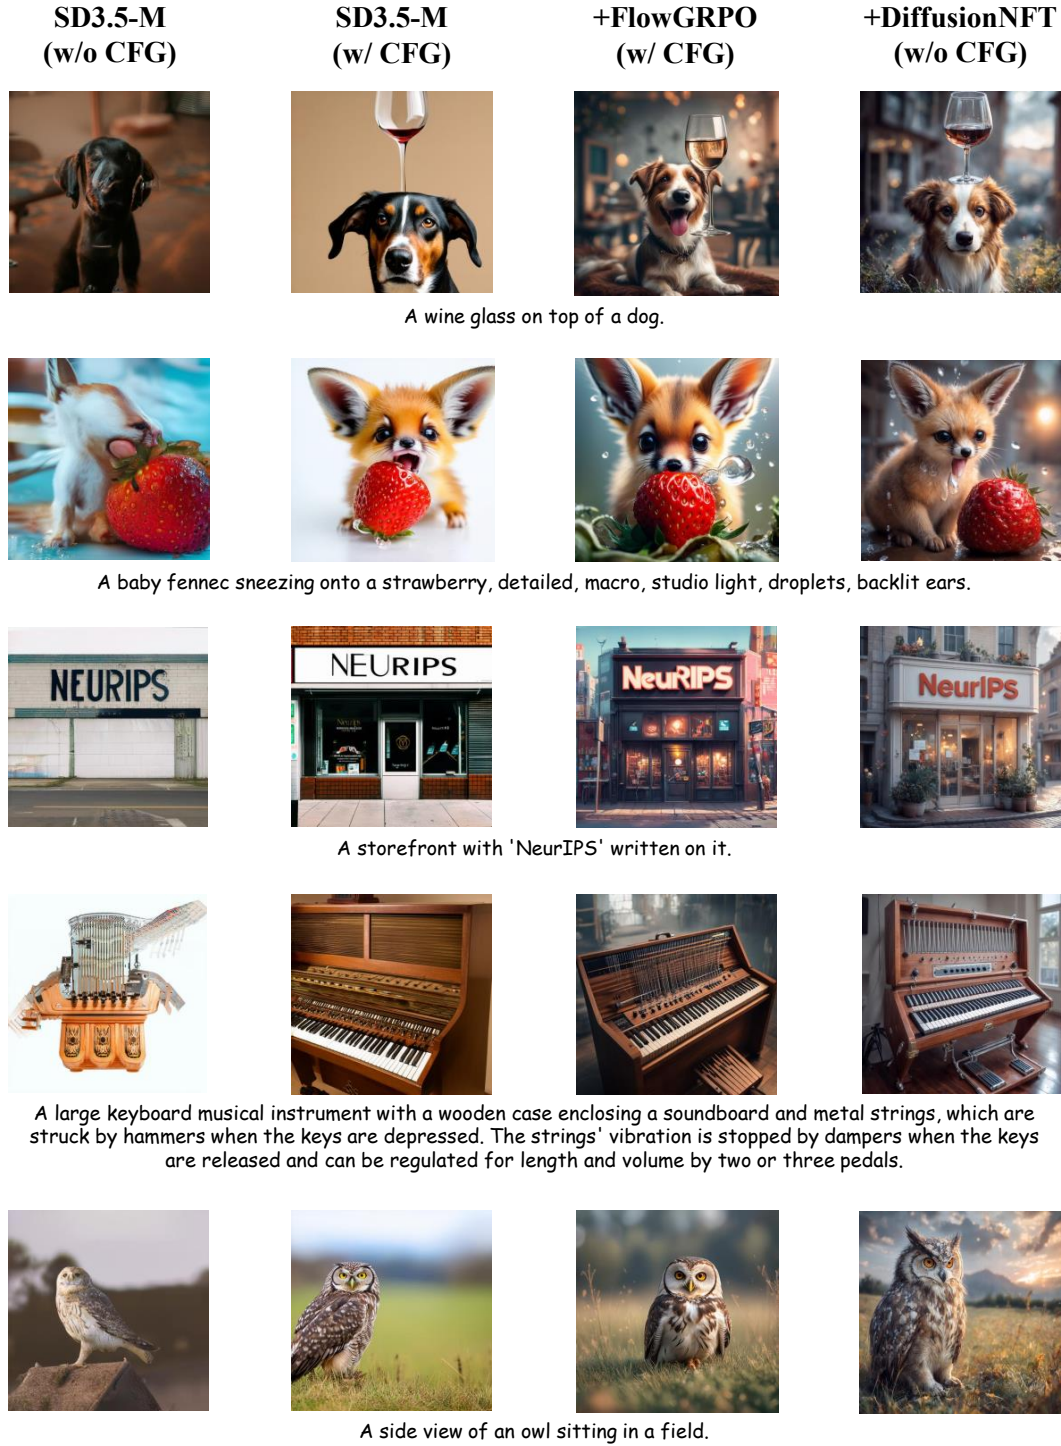 SD3.5-M SD3.5-M +FlowGRPO +DiffusionNFT
(w/o CFG) (w/ CFG) (w/ CFG) (w/o CFG)
A wine glass on top of a dog.
A baby fennec sneezing onto a strawberry, detailed, macro, studio light, droplets, backlit ears.
NEURIPS NEURIPS NeuRIPS NeurIPS
A storefront with 'NeurIPS' written on it.
A large keyboard musical instrument with a wooden case enclosing a soundboard and metal strings, which are
struck by hammers when the keys are depressed. The strings' vibration is stopped by dampers when the keys
are released and can be regulated for length and volume by two or three pedals.
A side view of an owl sitting in a field.